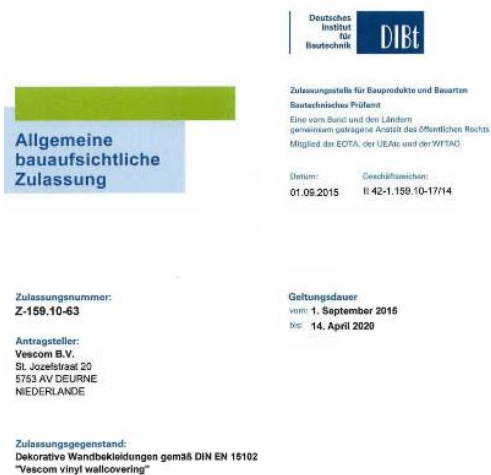 Deutsches
Institut
für
Bautechnik
DIBt
Zulassungsstelle für Bauprodukte und Bauarten
Bautechnisches Prüfamt
Eine vom Bund und den Ländern
gemeinsam getragene Anstalt des öffentlichen Rechts
Mitglied der EOTA, der UEAtc und der WFTAO
Allgemeine
bauaufsichtliche
Zulassung
Datum: Geschäftszeichen:
01.09.2015 II 42-1.159.10-17/14
Zulassungsnummer:
Z-159.10-63
Geltungsdauer
vom: 1. September 2015
bis: 14. April 2020
Antragsteller:
Vescom B.V.
St. Jozefstraat 20
5753 AV DEURNE
NIEDERLANDE
Zulassungsgegenstand:
Dekorative Wandbekleidungen gemäß DIN EN 15102
"Vescom vinyl wallcovering"